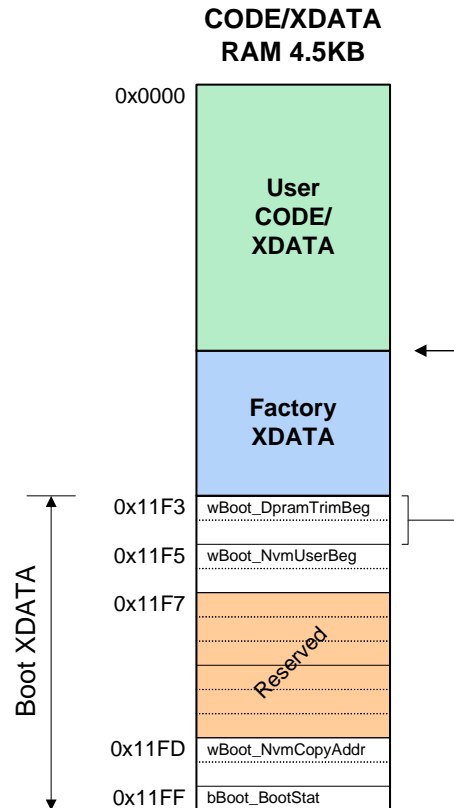 CODE/XDATA
RAM 4.5KB
0x0000
User
CODE/
XDATA
Factory
XDATA
0x11F3
wBoot_DpramTrimBeg
0x11F5
wBoot_NvmUserBeg
0x11F7
Reserved
Boot XDATA
0x11FD
wBoot_NvmCopyAddr
0x11FF
bBoot_BootStat